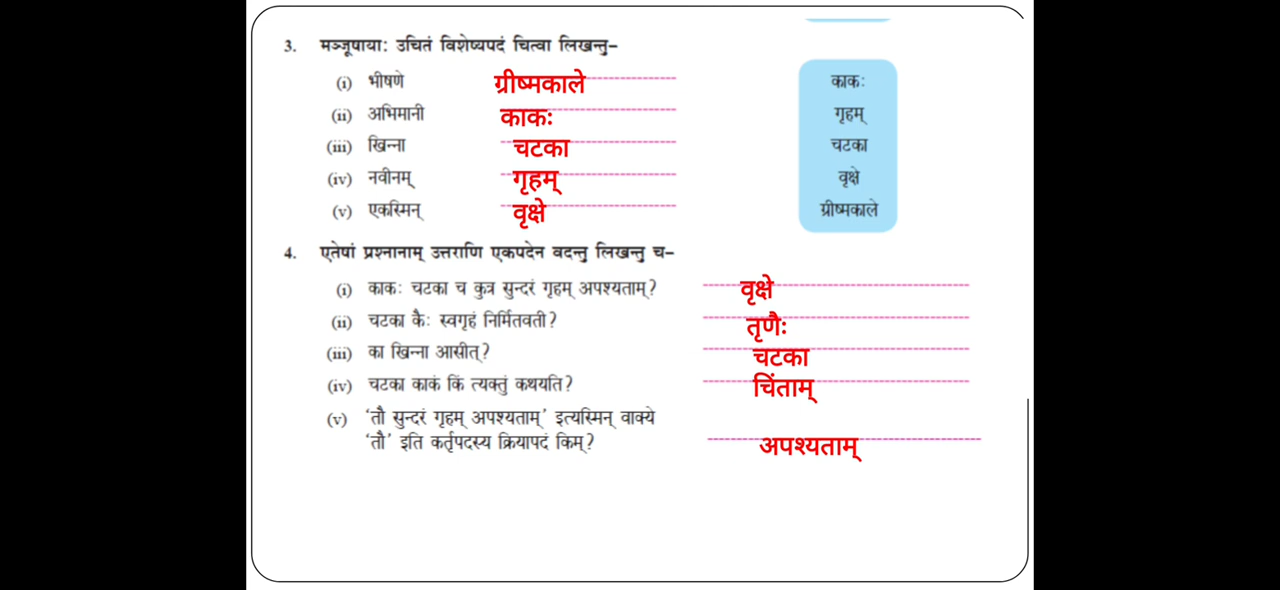 3. मञ्जूषायाः उचितं विशेष्यपदं चित्वा लिखन्तु–
(i) भीषणे ग्रीष्मकाले काकः
(ii) अभिमानी काकः गृहम्
(iii) खिन्ना चटका चटका
(iv) नवीनम् गृहम् वृक्षे
(v) एकस्मिन् वृक्षे ग्रीष्मकाले
4. एतेषां प्रश्नानाम् उत्तराणि एकपदेन वदन्तु लिखन्तु च–
(i) काकः चटका च कुत्र सुन्दरं गृहम् अपश्यताम्? वृक्षे
(ii) चटका कैः स्वगृहं निर्मितवती? तृणैः
(iii) का खिन्ना आसीत्? चटका
(iv) चटका काकं किं त्यक्तुं कथयति? चिंताम्
(v) ‘तौ सुन्दरं गृहम् अपश्यताम्’ इत्यस्मिन् वाक्ये
‘तौ’ इति कर्तृपदस्य क्रियापदं किम्? अपश्यताम्